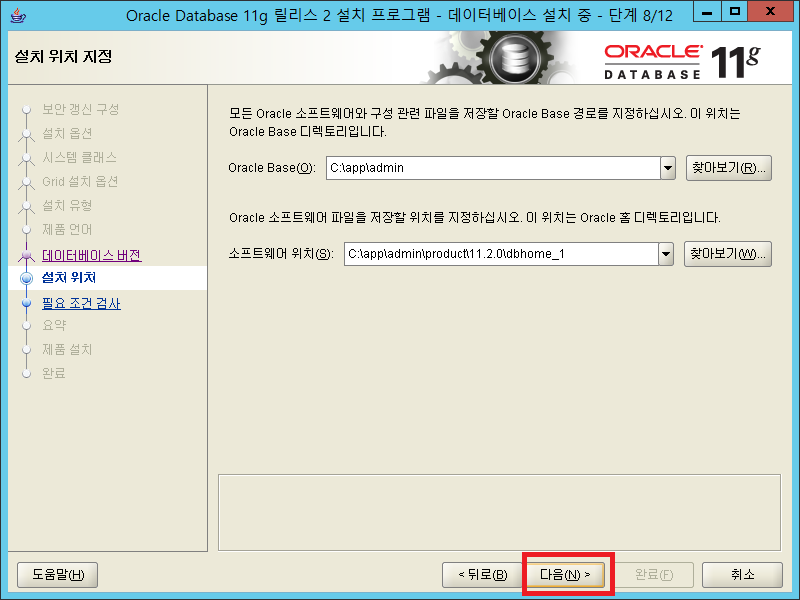 Oracle Database 11g 릴리스 2 설치 프로그램 - 데이터베이스 설치 중 - 단계 8/12
설치 위치 지정
ORACLE
DATABASE 11g
보안 갱신 구성
설치 옵션
시스템 클래스
Grid 설치 옵션
설치 유형
제품 언어
데이터베이스 버전
설치 위치
필요 조건 검사
요약
제품 설치
완료
모든 Oracle 소프트웨어와 구성 관련 파일을 저장할 Oracle Base 경로를 지정하십시오. 이 위치는
Oracle Base 디렉토리입니다.
Oracle Base(O): C:\app\admin 찾아보기(R)...
Oracle 소프트웨어 파일을 저장할 위치를 지정하십시오. 이 위치는 Oracle 홈 디렉토리입니다.
소프트웨어 위치(S): C:\app\admin\product\11.2.0\dbhome_1 찾아보기(W)...
도움말(H) < 뒤로(B) 다음(N) > 완료(F) 취소